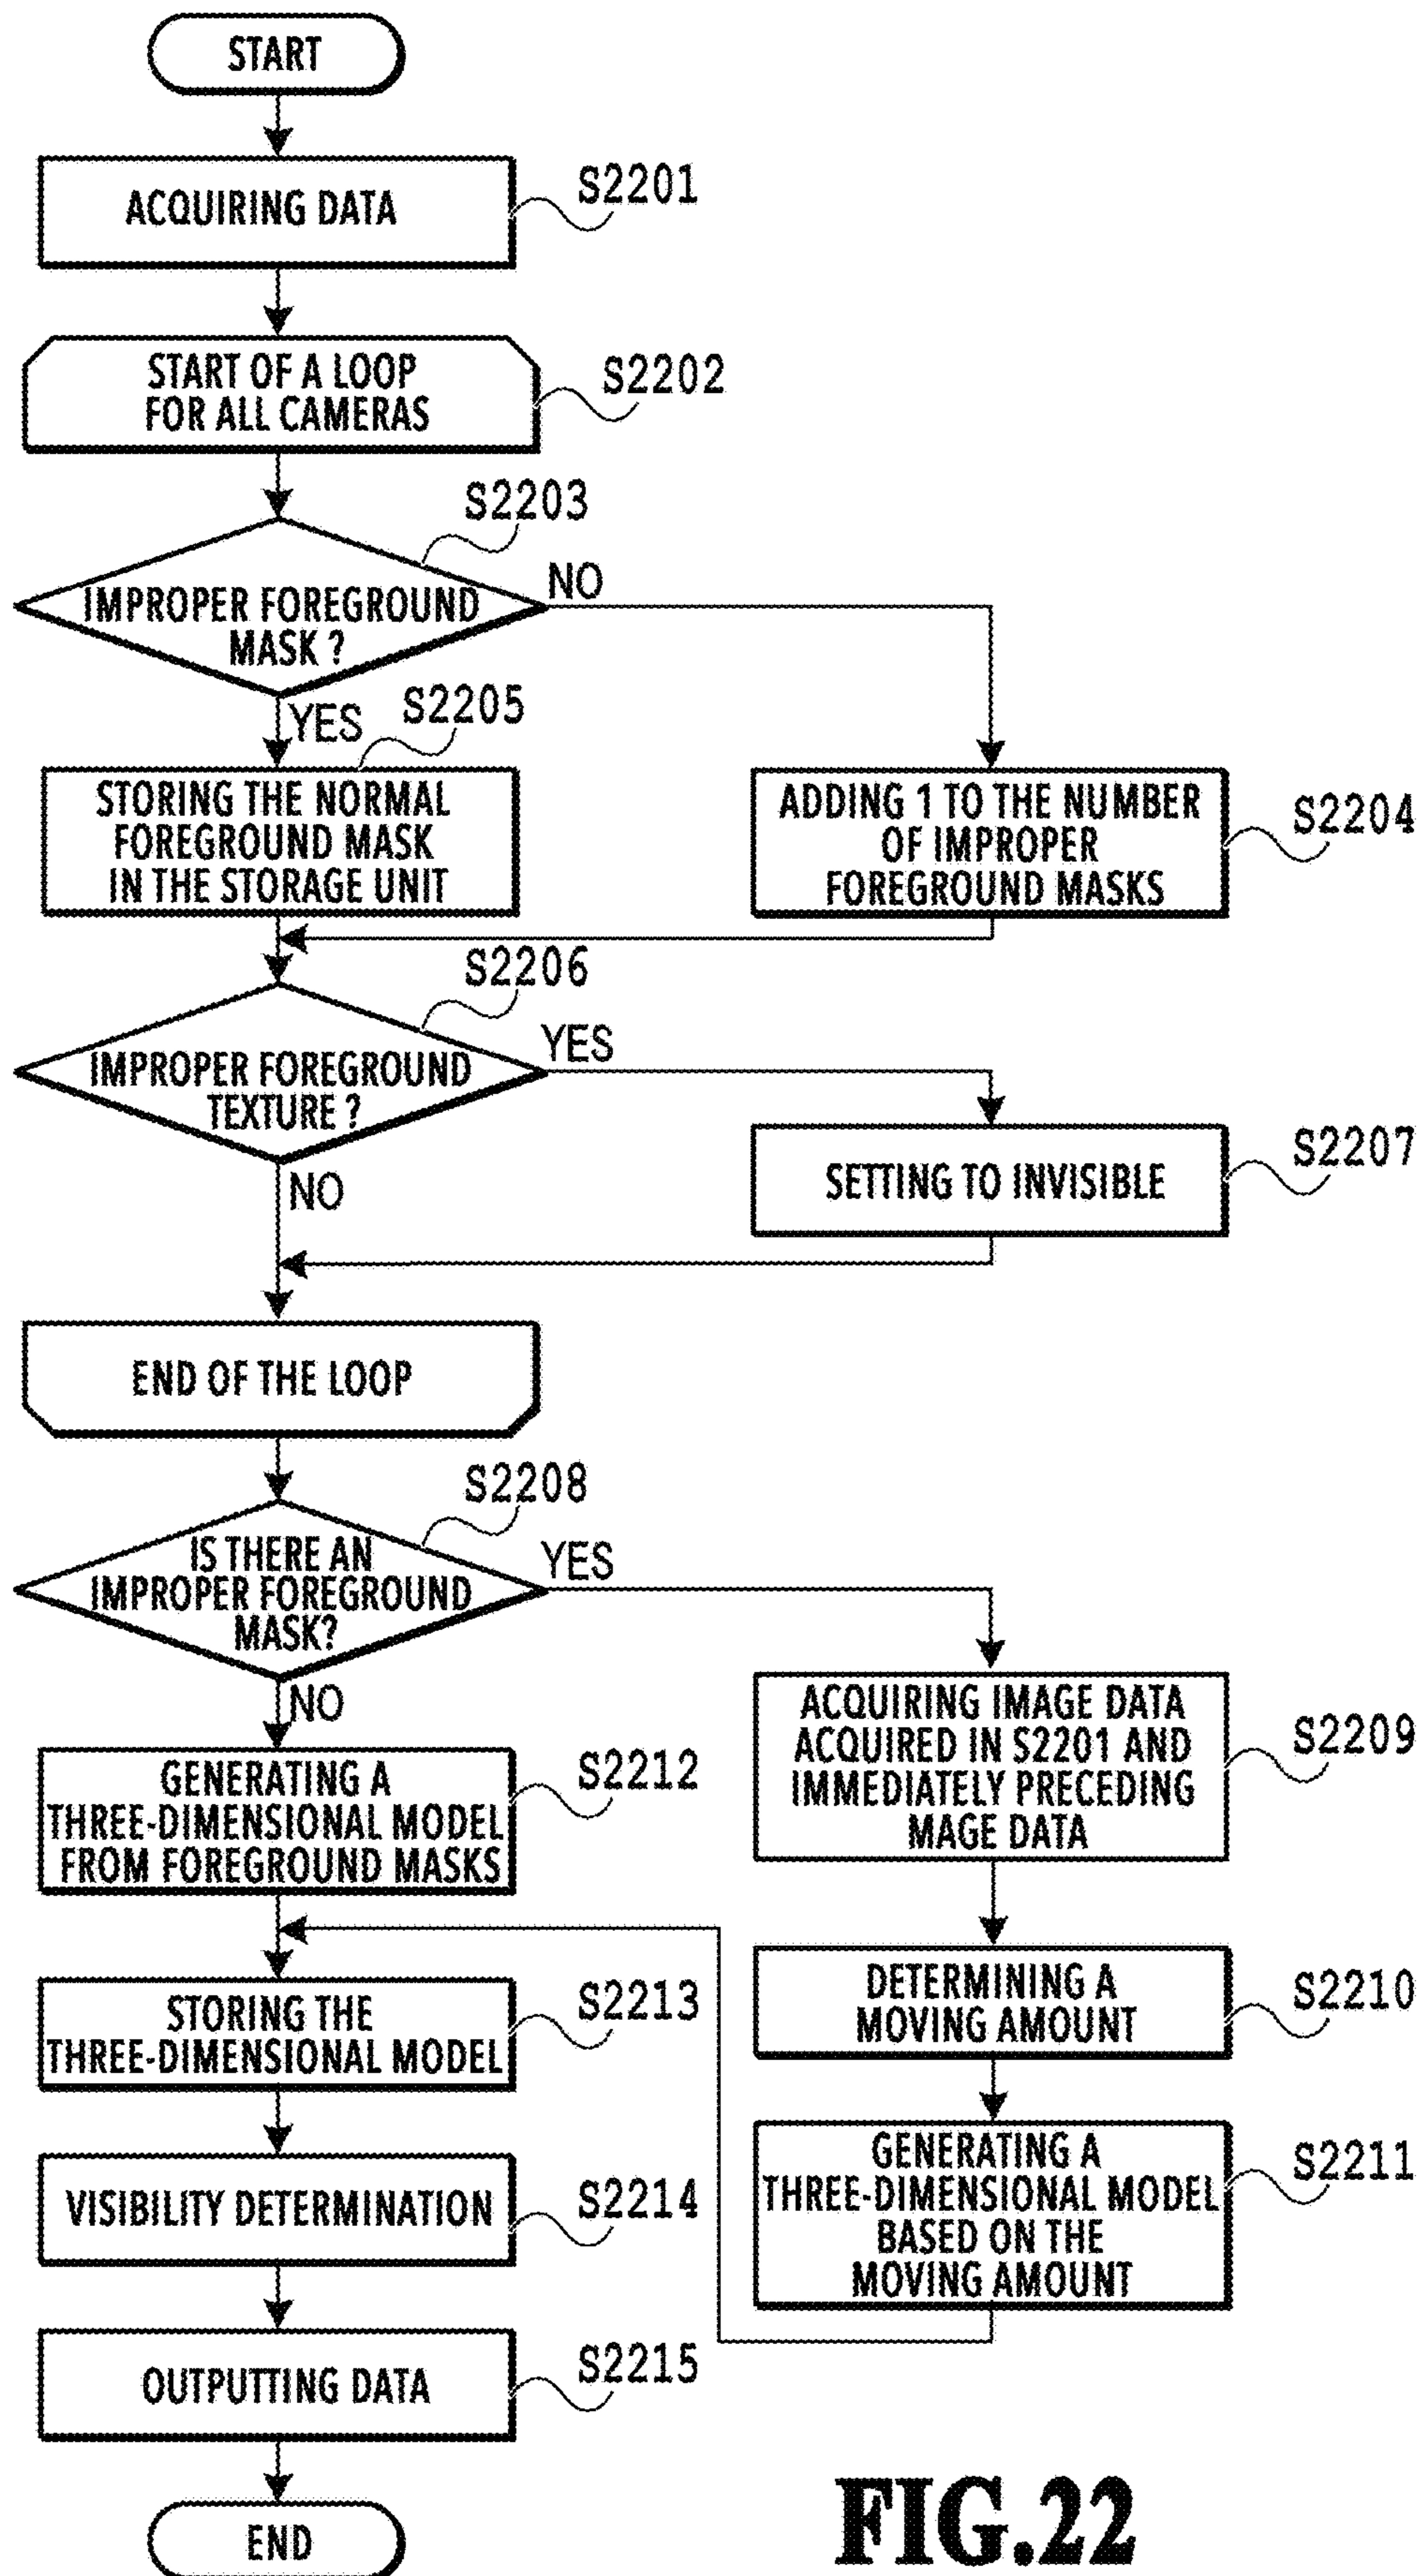 START
ACQUIRING DATA
S2201
START OF A LOOP
FOR ALL CAMERAS
S2202
S2203
IMPROPER FOREGROUND
MASK ?
NO
YES
S2205
STORING THE NORMAL
FOREGROUND MASK
IN THE STORAGE UNIT
ADDING 1 TO THE NUMBER
OF IMPROPER
FOREGROUND MASKS
S2204
S2206
IMPROPER FOREGROUND
TEXTURE ?
YES
NO
SETTING TO INVISIBLE
S2207
END OF THE LOOP
S2208
IS THERE AN
IMPROPER FOREGROUND
MASK?
YES
NO
ACQUIRING IMAGE DATA
ACQUIRED IN S2201 AND
IMMEDIATELY PRECEDING
MAGE DATA
S2209
GENERATING A
THREE-DIMENSIONAL MODEL
FROM FOREGROUND MASKS
S2212
DETERMINING A
MOVING AMOUNT
S2210
STORING THE
THREE-DIMENSIONAL MODEL
S2213
GENERATING A
THREE-DIMENSIONAL MODEL
BASED ON THE
MOVING AMOUNT
S2211
VISIBILITY DETERMINATION
S2214
OUTPUTTING DATA
S2215
END
FIG.22